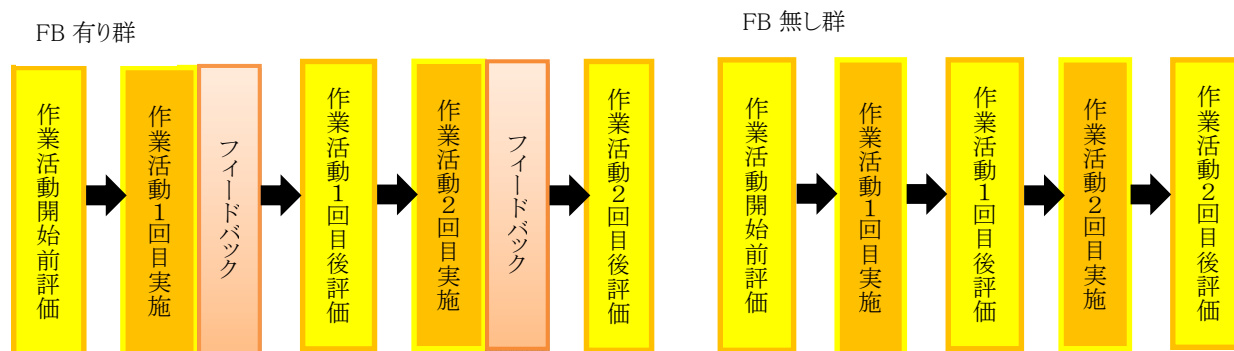 FB 有り群
作業活動開始前評価
作業活動1回目実施
フィードバック
作業活動1回目後評価
作業活動2回目実施
フィードバック
作業活動2回目後評価
FB 無し群
作業活動開始前評価
作業活動1回目実施
作業活動1回目後評価
作業活動2回目実施
作業活動2回目後評価